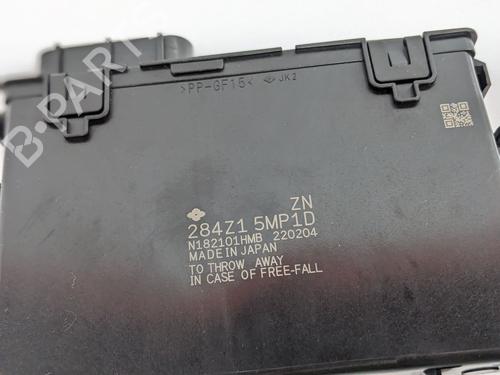 >PP-GF15< JK2
ZN
284Z1 5MP1D
N182101HMB 220204
MADE IN JAPAN
TO THROW AWAY
IN CASE OF FREE-FALL
B-PARTS